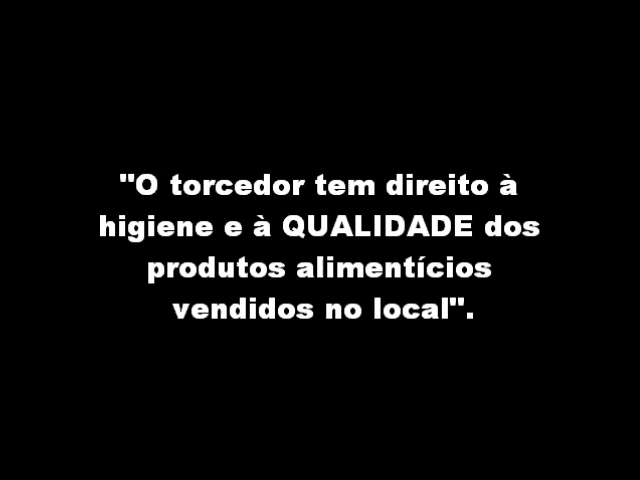 "O torcedor tem direito à
higiene e à QUALIDADE dos
produtos alimentícios
vendidos no local".